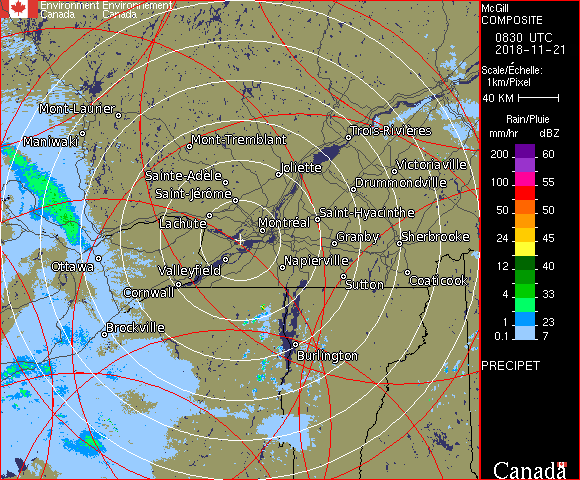 Environment Environnement
Canada Canada
McGill
COMPOSITE
0830 UTC
2018-11-21
Scale/Échelle:
1km/Pixel
40 KM
Rain/Pluie
mm/hr dBZ
200 60
100 55
50 50
24 45
12 40
4 33
1 23
0.1 7
PRECIPET
Canada
Mont-Laurier
Maniwaki
Mont-Tremblant
Trois-Rivières
Sainte-Adèle
Joliette
Victoriaville
Saint-Jérôme
Drummondville
Lachute
Montréal
Saint-Hyacinthe
Granby
Sherbrooke
Ottawa
Valleyfield
Napierville
Cornwall
Sutton
Coaticook
Brockville
Burlington